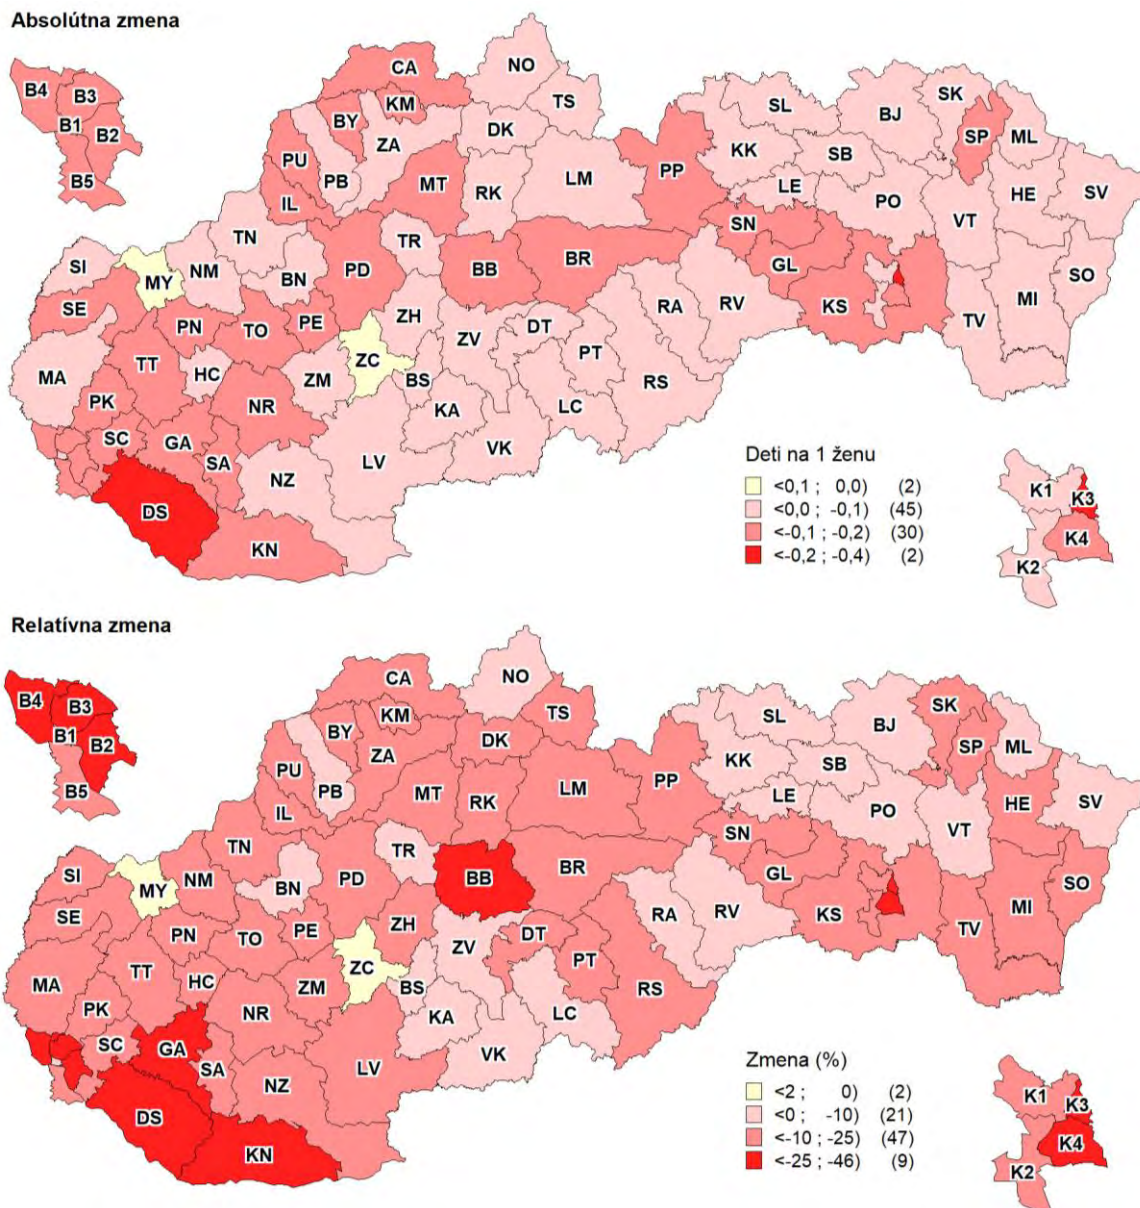 Absolútna zmena
B4 B3 B1 B2 B5
CA NO KM TS BY ZA DK
PU PB MT RK LM PP IL
SL BJ SK SP ML KK SB LE PO HE SV VT
TN TR SI MY NM BN PD BB BR SN GL SO
SE PN TO PE ZH RA RV KS MI TV
MA TT HC ZM ZC BS ZV DT PT RS
PK NR KA LC SC GA SA VK
NZ LV DS KN
Deti na 1 ženu
<0,1 ; 0,0) (2)
<0,0 ; -0,1) (45)
<-0,1 ; -0,2) (30)
<-0,2 ; -0,4) (2)
K1 K3 K4 K2
Relatívna zmena
B4 B3 B1 B2 B5
CA NO KM TS BY ZA DK
PU PB MT RK LM PP IL
SL BJ SK SP ML KK SB LE PO HE SV VT
TN TR SI MY NM BN PD BB BR SN GL SO
SE PN TO PE ZH RA RV KS MI TV
MA TT HC ZM ZC BS ZV DT PT RS
PK NR KA LC SC GA SA VK
NZ LV DS KN
Zmena (%)
<2 ; 0) (2)
<0 ; -10) (21)
<-10 ; -25) (47)
<-25 ; -46) (9)
K1 K3 K4 K2